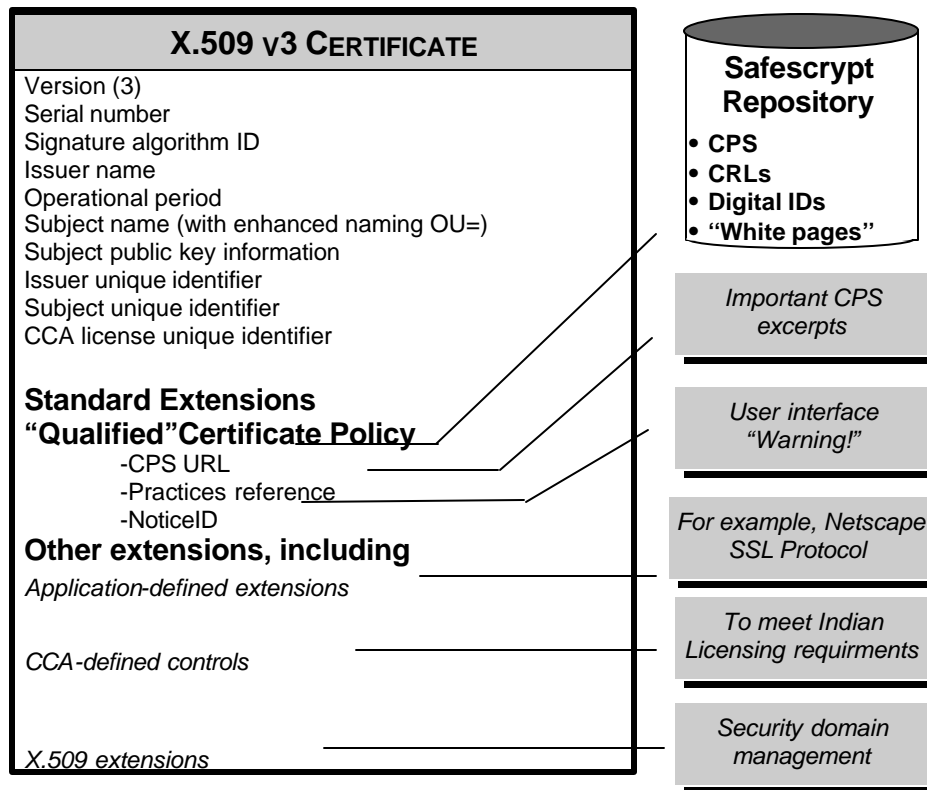 X.509 V3 CERTIFICATE
Version (3)
Serial number
Signature algorithm ID
Issuer name
Operational period
Subject name (with enhanced naming OU=)
Subject public key information
Issuer unique identifier
Subject unique identifier
CCA license unique identifier
Standard Extensions
“Qualified”Certificate Policy
-CPS URL
-Practices reference
-NoticeID
Other extensions, including
Application-defined extensions
CCA-defined controls
X.509 extensions
Safescrypt
Repository
• CPS
• CRLs
• Digital IDs
• “White pages”
Important CPS
excerpts
User interface
“Warning!”
For example, Netscape
SSL Protocol
To meet Indian
Licensing requirments
Security domain
management